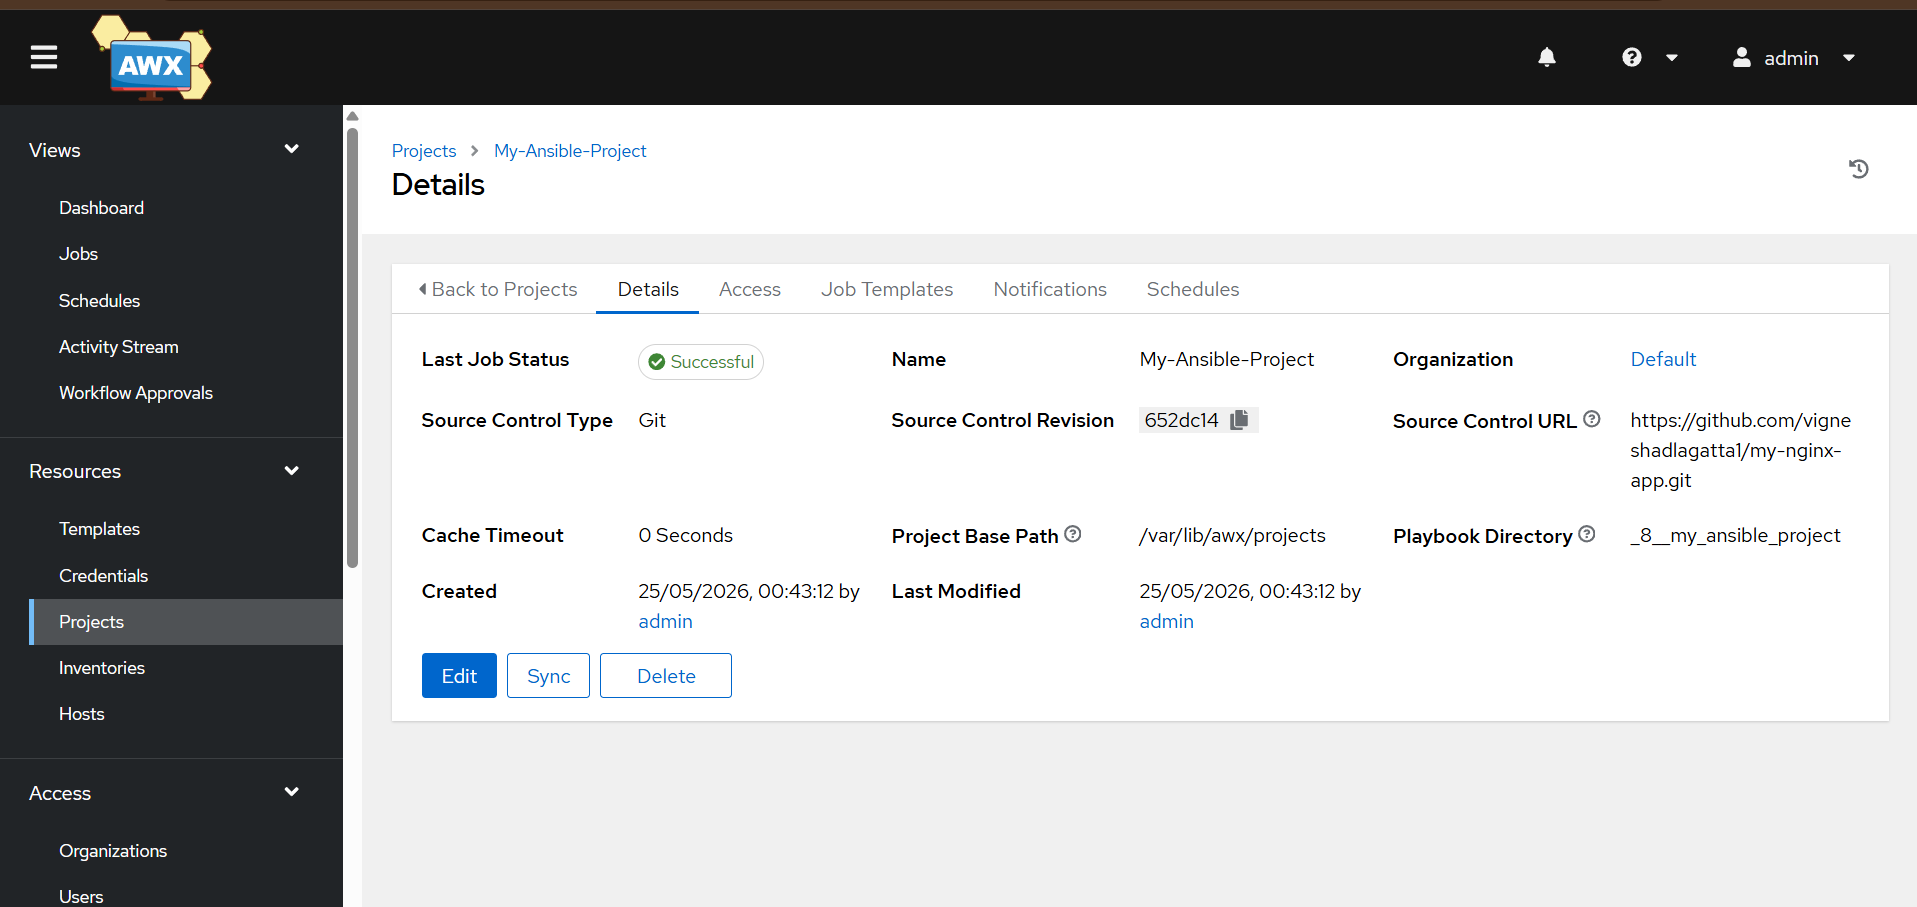 AWX
admin
Views
Dashboard
Jobs
Schedules
Activity Stream
Workflow Approvals
Resources
Templates
Credentials
Projects
Inventories
Hosts
Access
Organizations
Users
Projects > My-Ansible-Project
Details
Back to Projects Details Access Job Templates Notifications Schedules
Last Job Status Successful Name My-Ansible-Project Organization Default
Source Control Type Git Source Control Revision 652dc14 Source Control URL https://github.com/vigne
shadlagatta1/my-nginx-
app.git
Cache Timeout 0 Seconds Project Base Path /var/lib/awx/projects Playbook Directory _8__my_ansible_project
Created 25/05/2026, 00:43:12 by Last Modified 25/05/2026, 00:43:12 by
admin admin
Edit Sync Delete